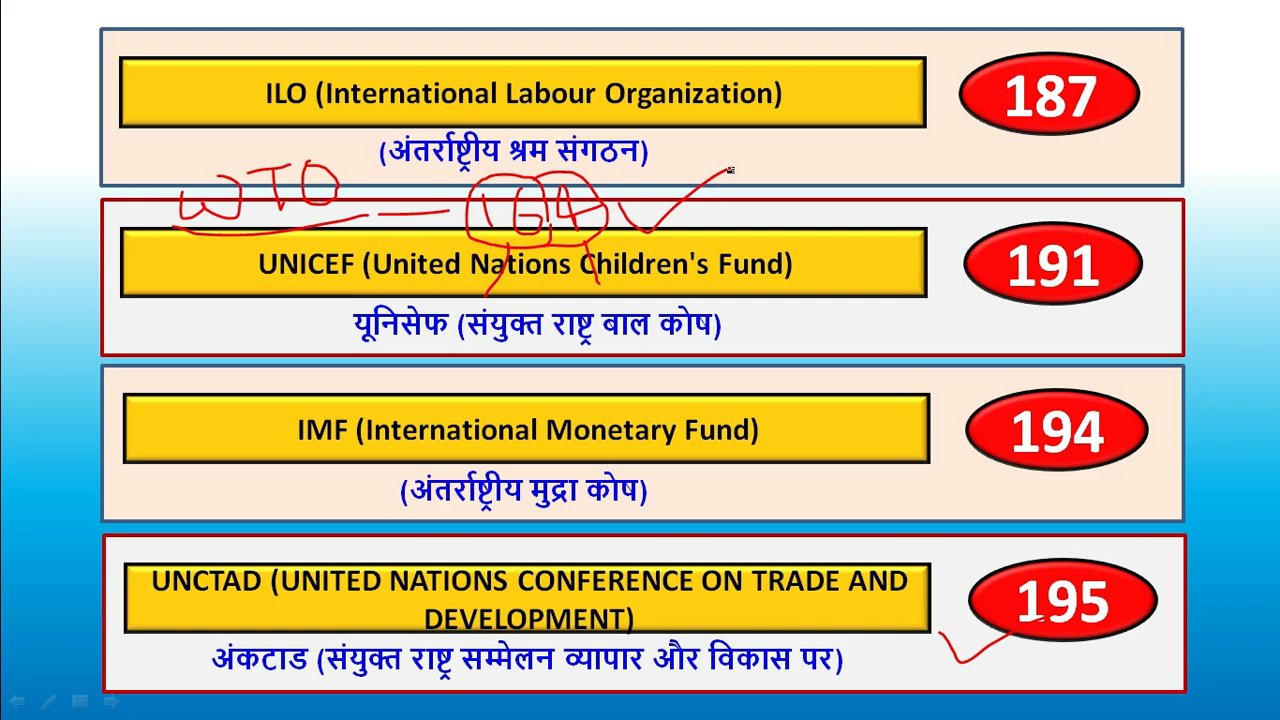 ILO (International Labour Organization)
187
(अंतर्राष्ट्रीय श्रम संगठन)
WTO — 164
UNICEF (United Nations Children's Fund)
191
यूनिसेफ (संयुक्त राष्ट्र बाल कोष)
IMF (International Monetary Fund)
194
(अंतर्राष्ट्रीय मुद्रा कोष)
UNCTAD (UNITED NATIONS CONFERENCE ON TRADE AND
DEVELOPMENT)
195
अंकटाड (संयुक्त राष्ट्र सम्मेलन व्यापार और विकास पर)